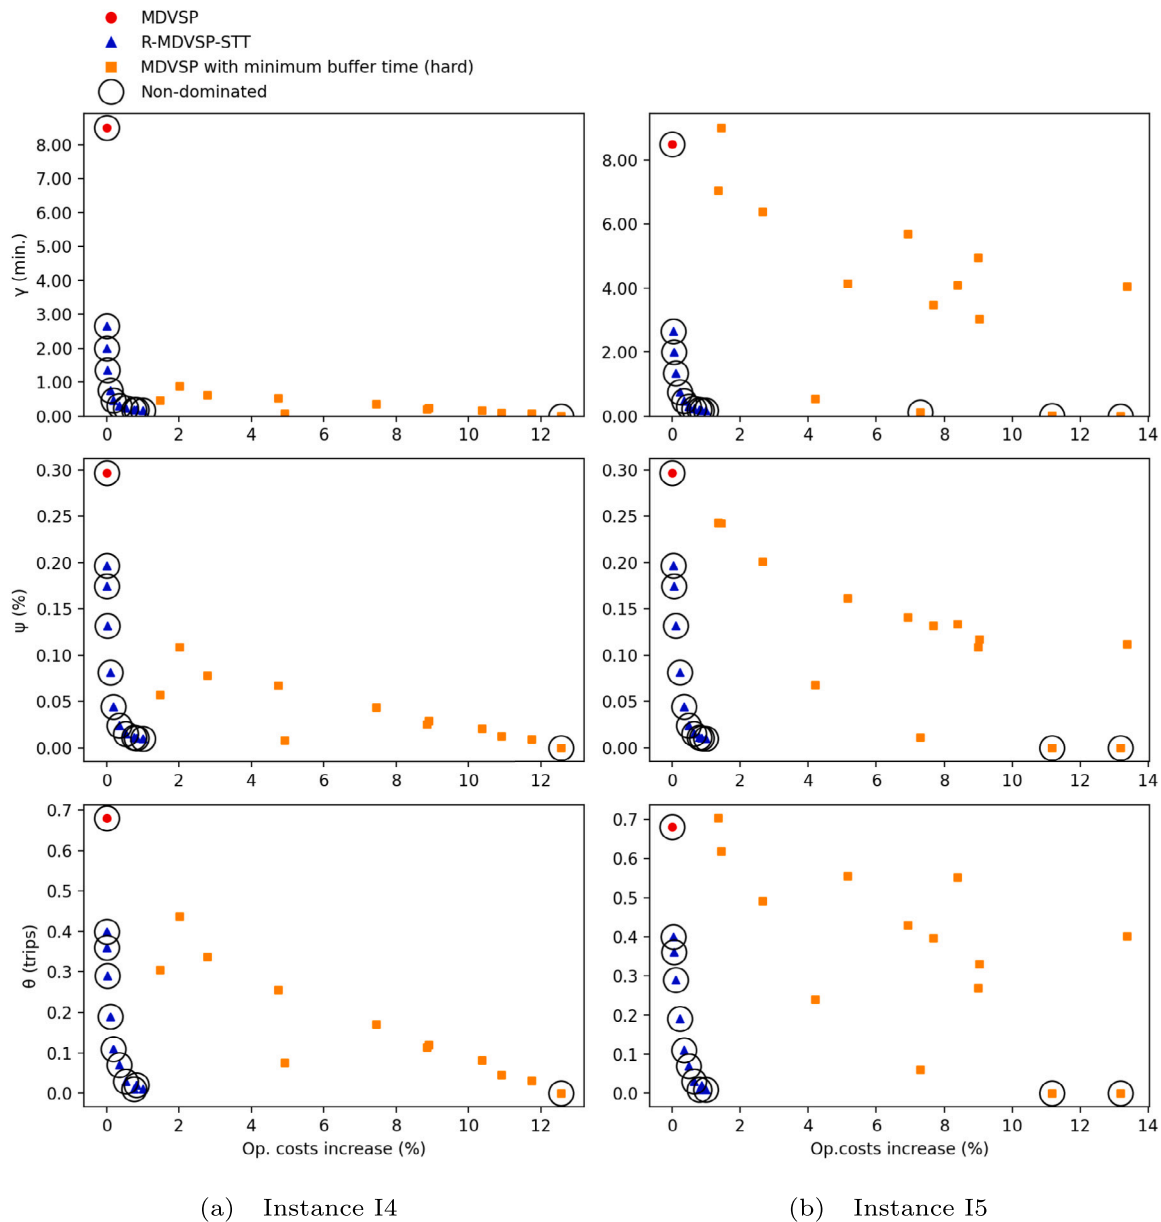 MDVSP
R-MDVSP-STT
MDVSP with minimum buffer time (hard)
Non-dominated
γ (min.)
8.00
7.00
6.00
5.00
4.00
3.00
2.00
1.00
0.00
0 2 4 6 8 10 12
8.00
6.00
4.00
2.00
0.00
0 2 4 6 8 10 12 14
ψ (%)
0.30
0.25
0.20
0.15
0.10
0.05
0.00
0 2 4 6 8 10 12
0.30
0.25
0.20
0.15
0.10
0.05
0.00
0 2 4 6 8 10 12 14
θ (trips)
0.7
0.6
0.5
0.4
0.3
0.2
0.1
0.0
0 2 4 6 8 10 12
Op. costs increase (%)
0.7
0.6
0.5
0.4
0.3
0.2
0.1
0.0
0 2 4 6 8 10 12 14
Op.costs increase (%)
(a) Instance I4
(b) Instance I5